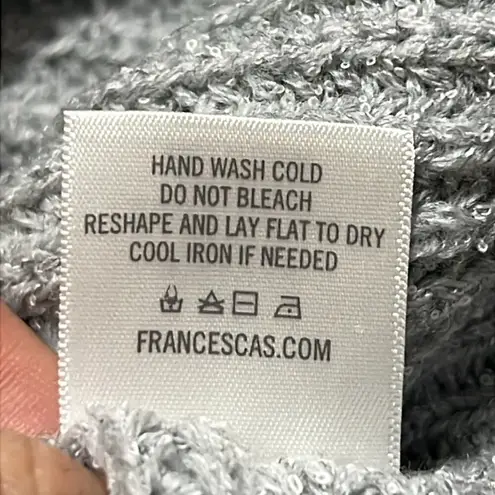 HAND WASH COLD
DO NOT BLEACH
RESHAPE AND LAY FLAT TO DRY
COOL IRON IF NEEDED
FRANCESCAS.COM